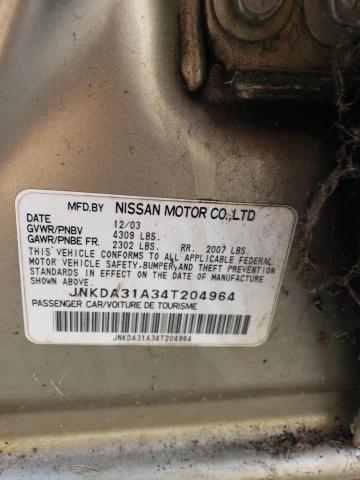 MFD.BY NISSAN MOTOR CO.,LTD
DATE 12/03
GVWR/PNBV 4309 LBS.
GAWR/PNBE FR. 2302 LBS. RR. 2007 LBS.
THIS VEHICLE CONFORMS TO ALL APPLICABLE FEDERAL
MOTOR VEHICLE SAFETY,BUMPER,AND THEFT PREVENTION
STANDARDS IN EFFECT ON THE DATE OF MANUFACTURE
SHOWN ABOVE.
JNKDA31A34T204964
PASSENGER CAR/VOITURE DE TOURISME
JNKDA31A34T204964